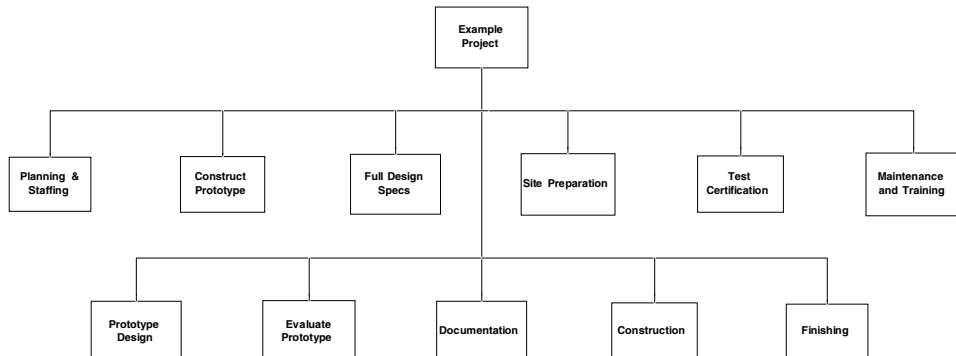 Example
Project
Planning &
Staffing
Construct
Prototype
Full Design
Specs
Site Preparation
Test
Certification
Maintenance
and Training
Prototype
Design
Evaluate
Prototype
Documentation
Construction
Finishing